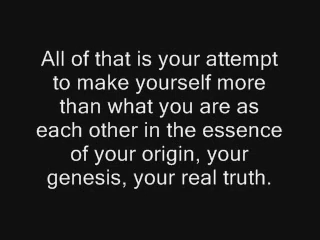 All of that is your attempt
to make yourself more
than what you are as
each other in the essence
of your origin, your
genesis, your real truth.